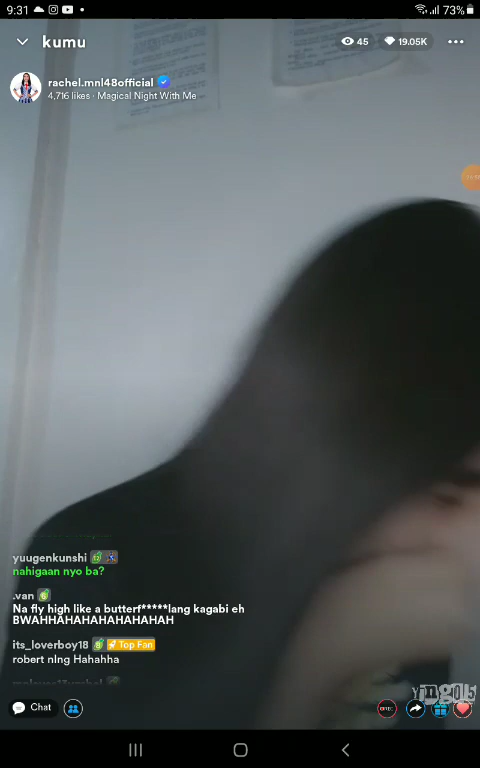 9:31
73%
kumu
45
19.05K
rachel.mnl48official
4,716 likes · Magical Night With Me
yuugenkunshi
nahigaan nyo ba?
.van
Na fly high like a butterf*****lang kagabi eh
BWAHHAHAHAHAHAHAHAH
its_loverboy18 Top Fan
robert nlng Hahahha
Chat